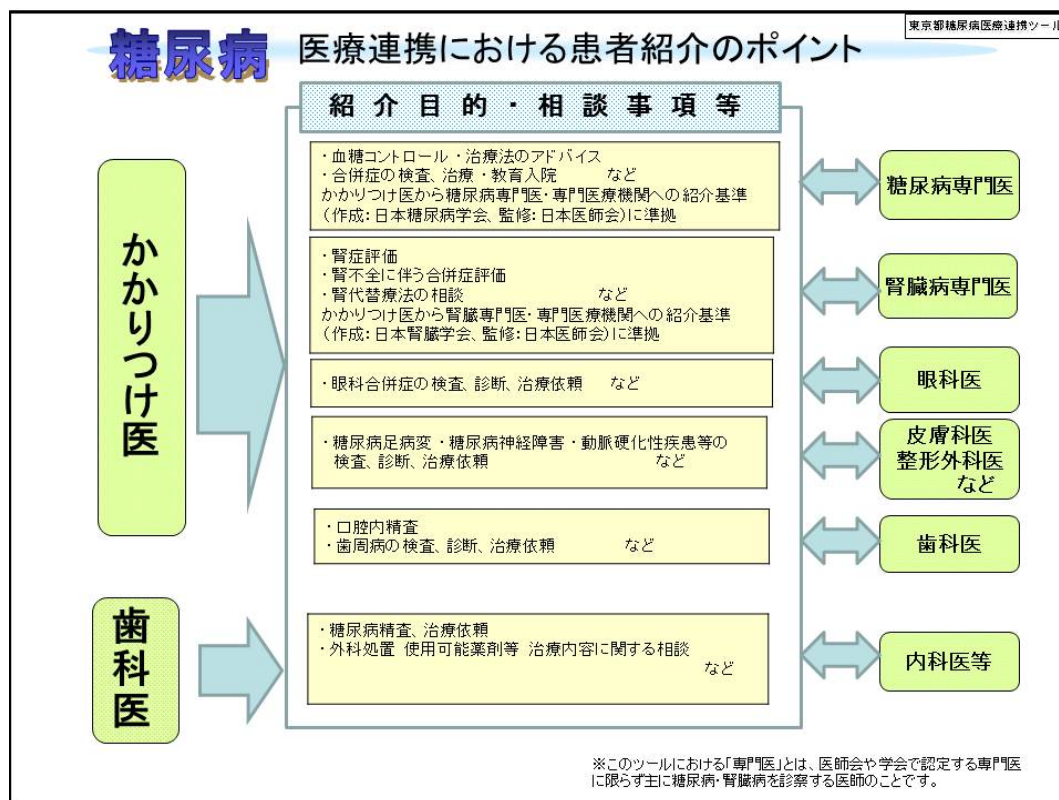 東京都糖尿病医療連携ツール
糖尿病 医療連携における患者紹介のポイント
紹介目的・相談事項等
かかりつけ医
・血糖コントロール・治療法のアドバイス
・合併症の検査、治療・教育入院 など
かかりつけ医から糖尿病専門医・専門医療機関への紹介基準
(作成:日本糖尿病学会、監修:日本医師会)に準拠
糖尿病専門医
・腎症評価
・腎不全に伴う合併症評価
・腎代替療法の相談 など
かかりつけ医から腎臓専門医・専門医療機関への紹介基準
(作成:日本腎臓学会、監修:日本医師会)に準拠
腎臓病専門医
・眼科合併症の検査、診断、治療依頼 など
眼科医
・糖尿病足病変・糖尿病神経障害・動脈硬化性疾患等の
検査、診断、治療依頼 など
皮膚科医
整形外科医
など
・口腔内精査
・歯周病の検査、診断、治療依頼 など
歯科医
歯科医
・糖尿病精査、治療依頼
・外科処置 使用可能薬剤等 治療内容に関する相談
など
内科医等
※このツールにおける「専門医」とは、医師会や学会で認定する専門医
に限らず主に糖尿病・腎臓病を診察する医師のことです。